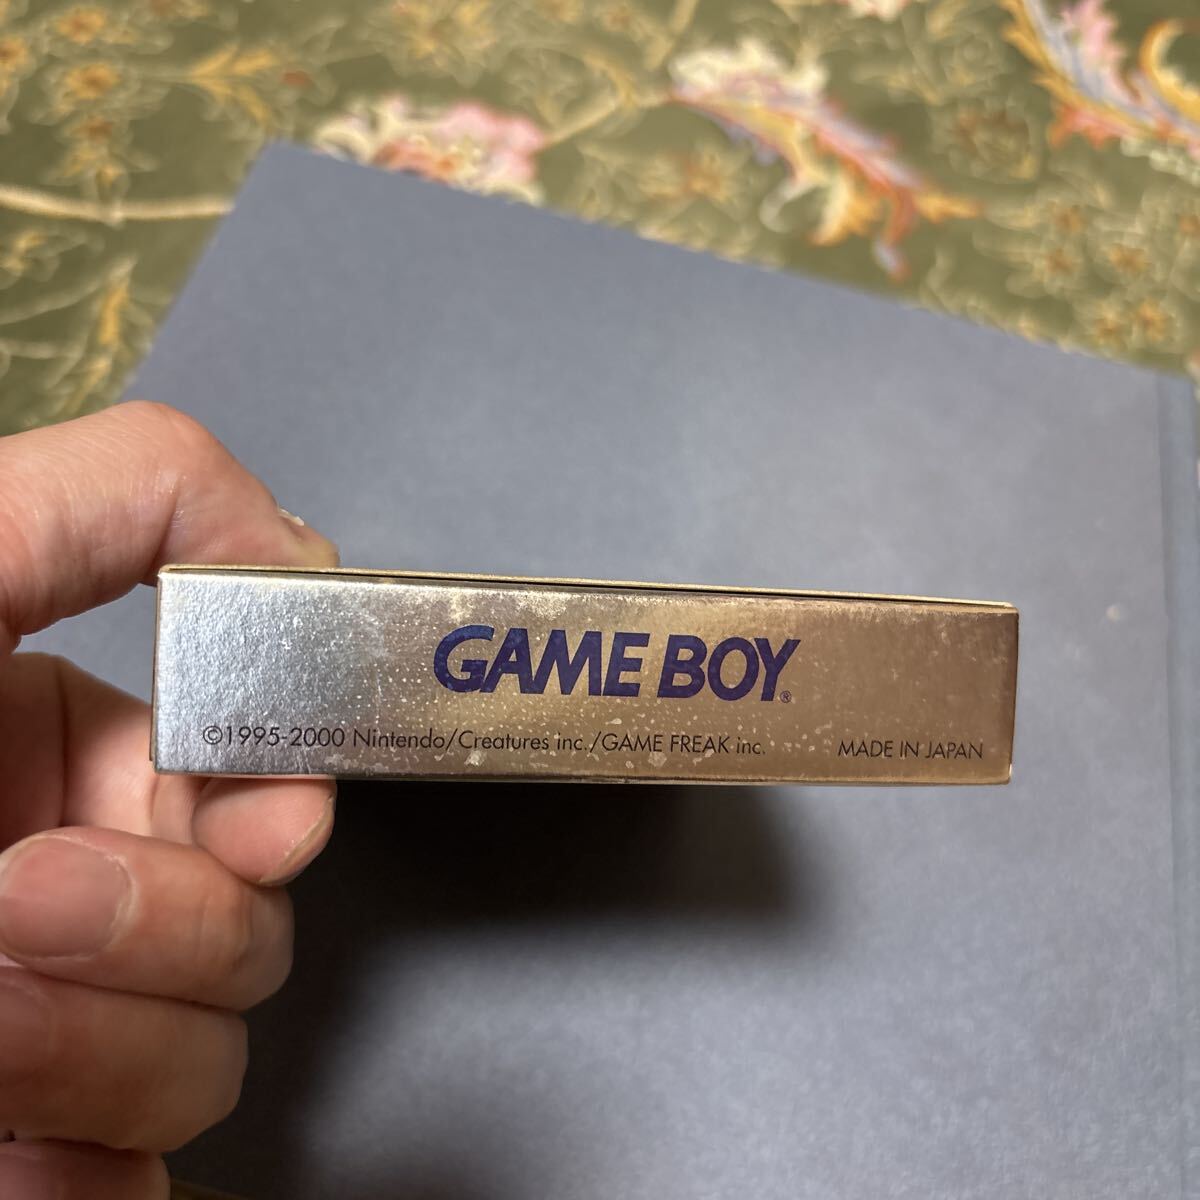 GAME BOY®
©1995-2000 Nintendo/Creatures inc./GAME FREAK inc. MADE IN JAPAN